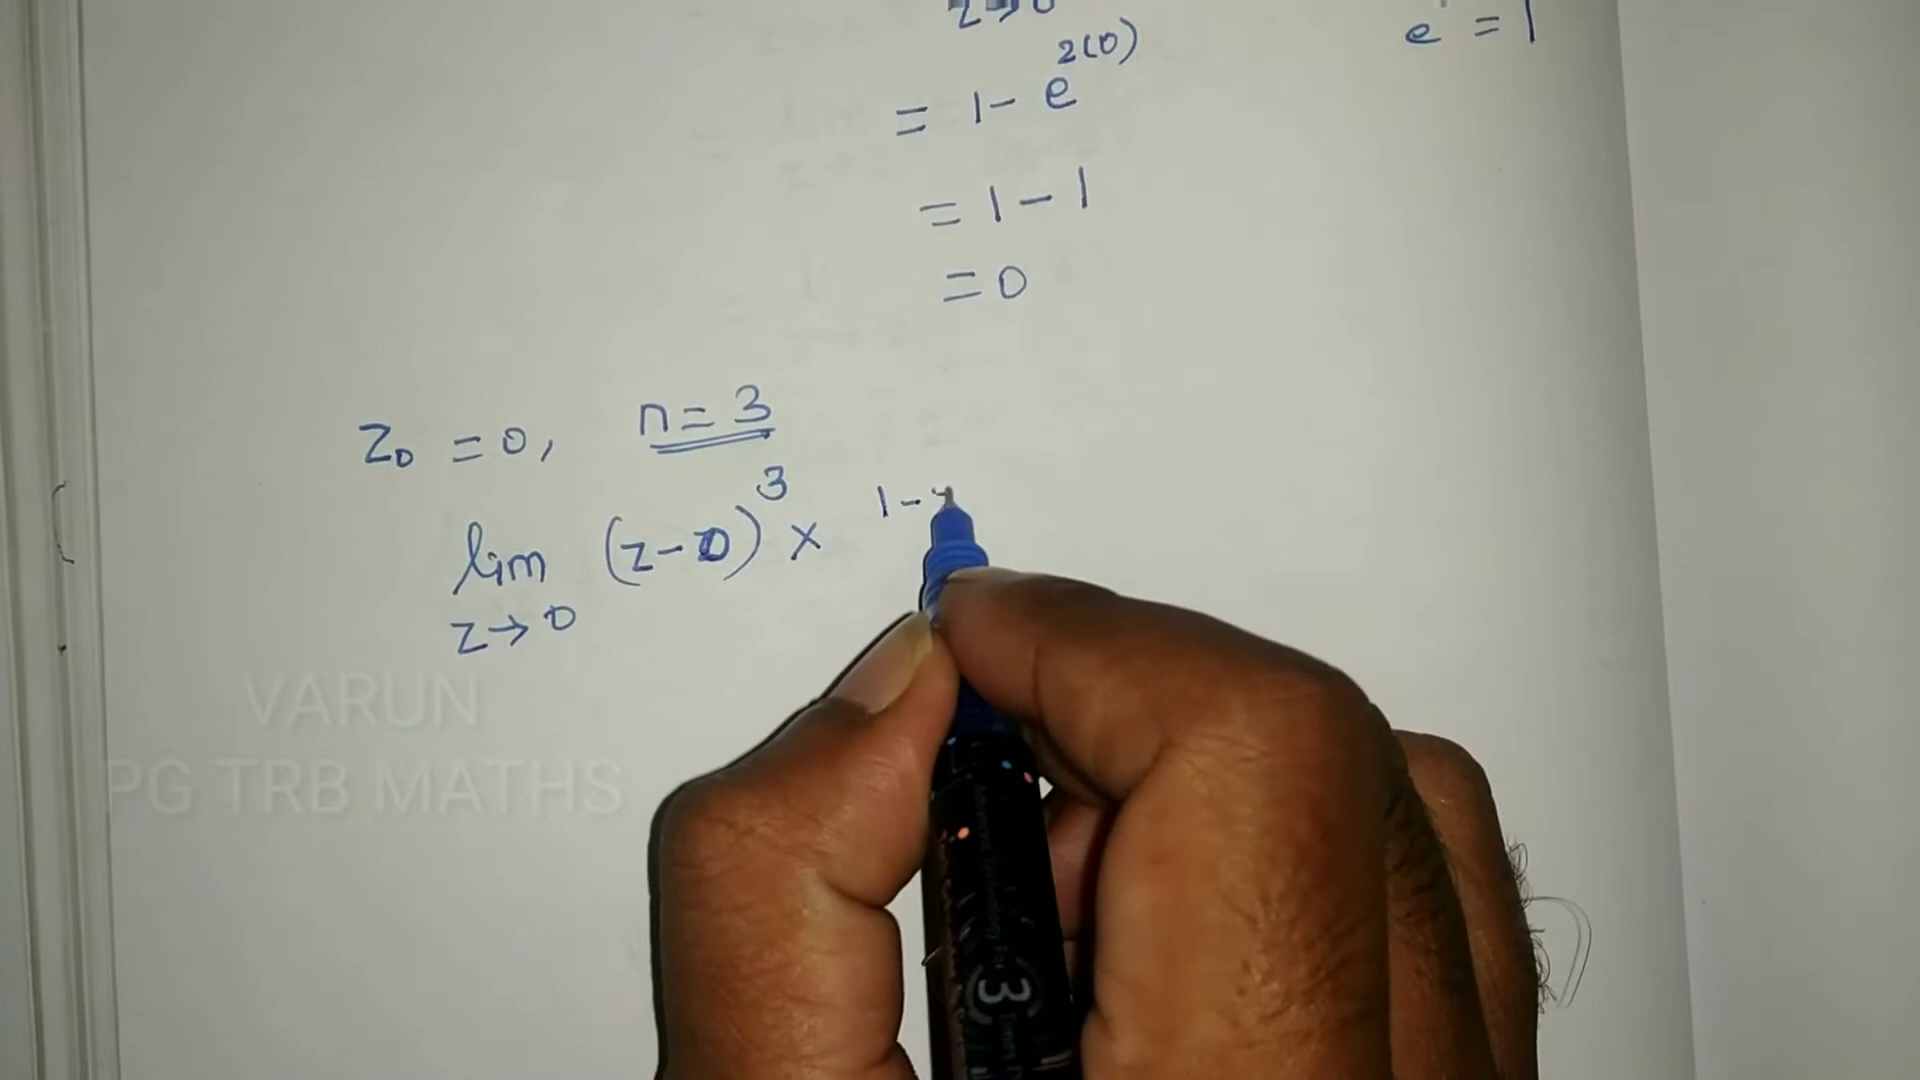 z→0
= 1 - e^{2(0)}
e = 1
= 1 - 1
= 0
z₀ = 0, n = 3
lim (z-0)³ × 1 -
z→0
VARUN
PG TRB MATHS
3